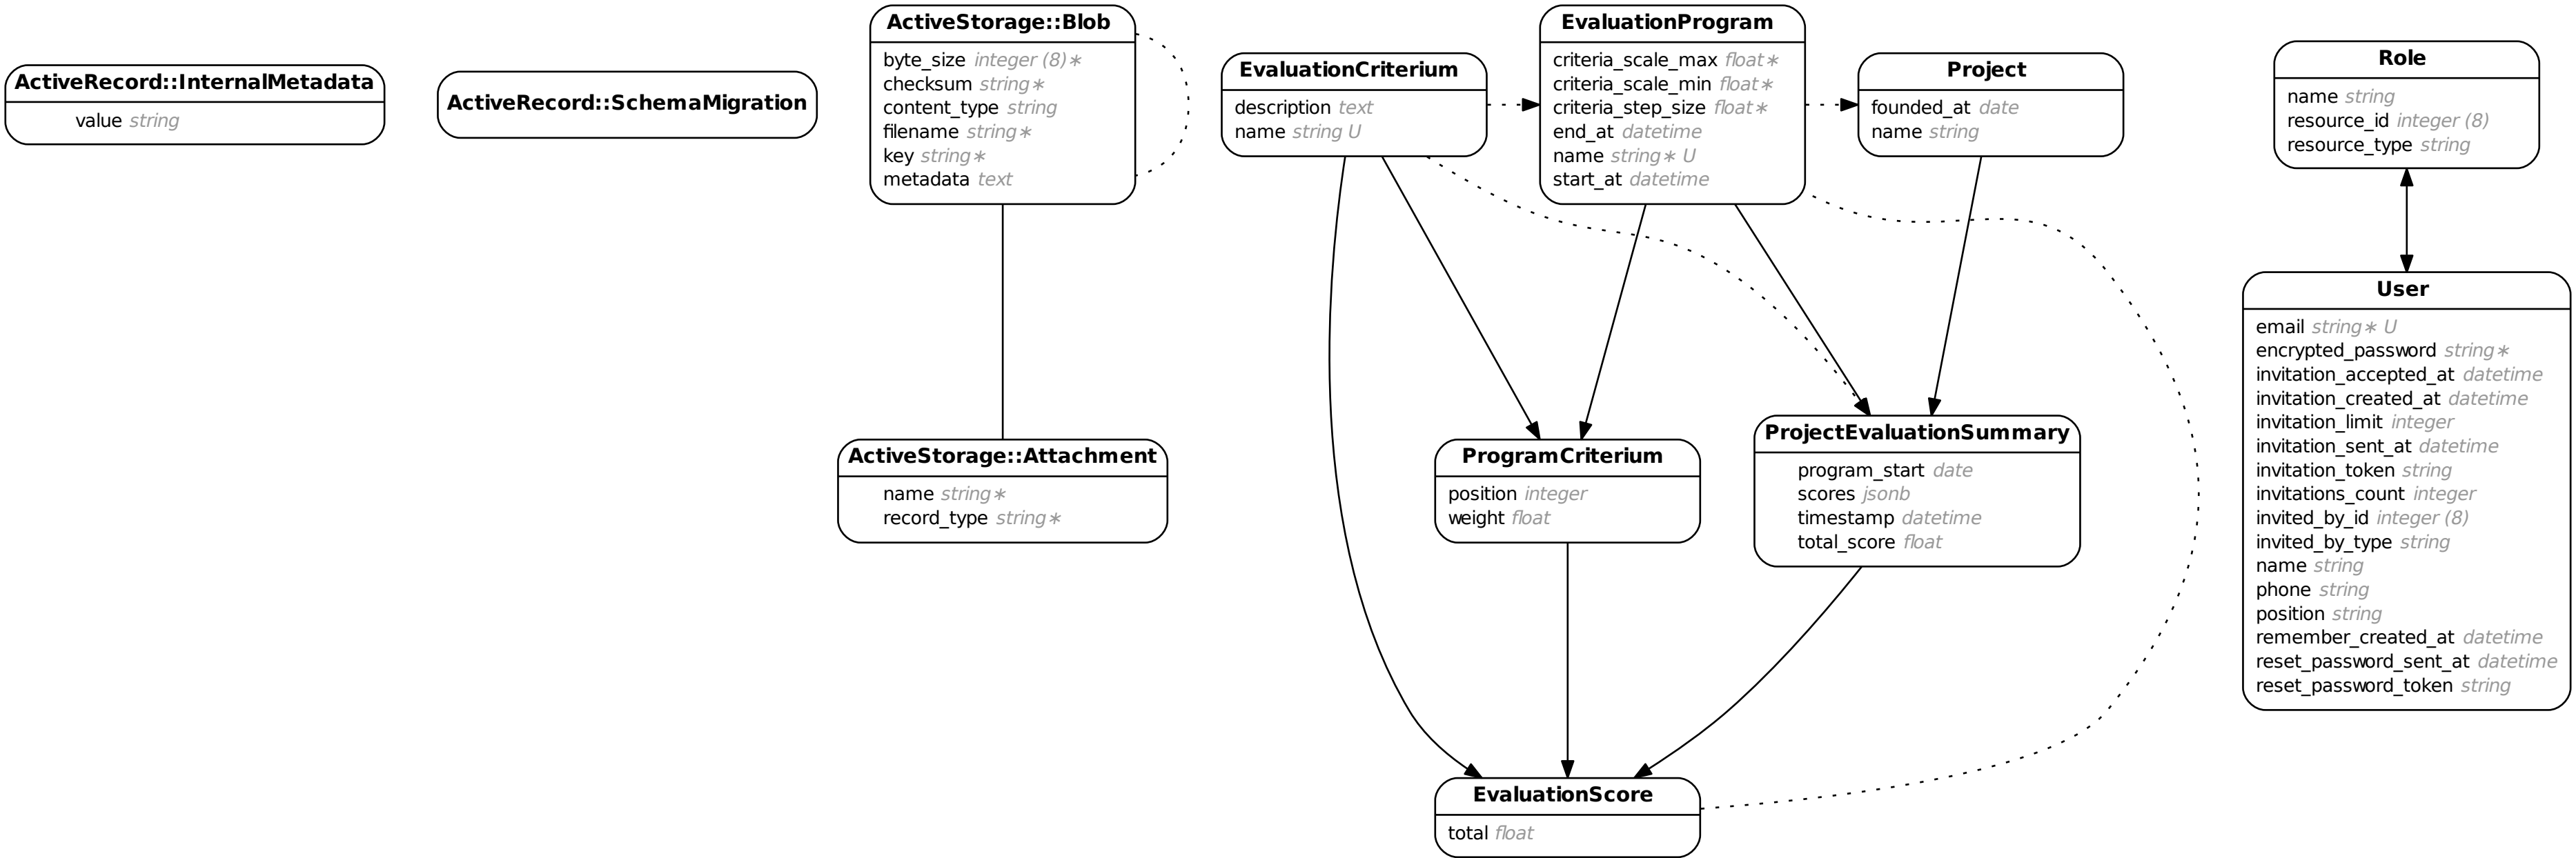 ActiveRecord::InternalMetadata
value string
ActiveRecord::SchemaMigration
ActiveStorage::Blob
byte_size integer (8)∗
checksum string∗
content_type string
filename string∗
key string∗
metadata text
EvaluationCriterium
description text
name string U
EvaluationProgram
criteria_scale_max float∗
criteria_scale_min float∗
criteria_step_size float∗
end_at datetime
name string∗ U
start_at datetime
Project
founded_at date
name string
Role
name string
resource_id integer (8)
resource_type string
User
email string∗ U
encrypted_password string∗
invitation_accepted_at datetime
invitation_created_at datetime
invitation_limit integer
invitation_sent_at datetime
invitation_token string
invitations_count integer
invited_by_id integer (8)
invited_by_type string
name string
phone string
position string
remember_created_at datetime
reset_password_sent_at datetime
reset_password_token string
ActiveStorage::Attachment
name string∗
record_type string∗
ProgramCriterium
position integer
weight float
ProjectEvaluationSummary
program_start date
scores jsonb
timestamp datetime
total_score float
EvaluationScore
total float